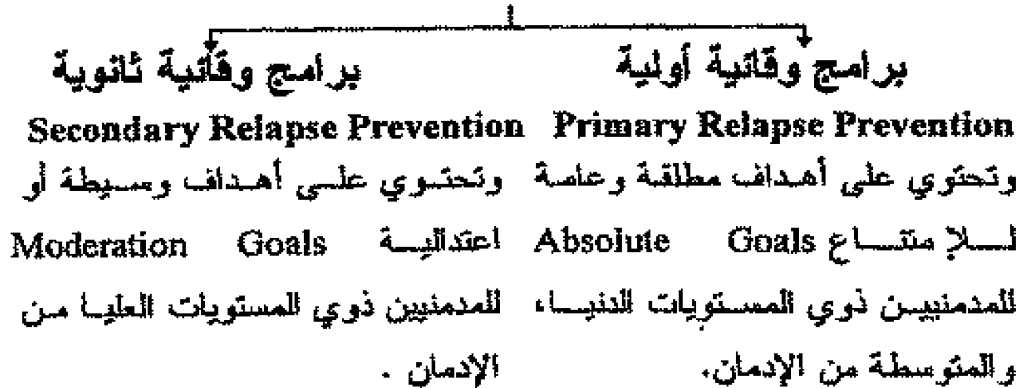 برامج وقائية أولية
Primary Relapse Prevention
وتحتوي على أهداف مطلقة وعامة
للامتناع Absolute Goals
للمدمنيين ذوي المستويات الدنيا،
والمتوسطة من الإدمان.
برامج وقائية ثانوية
Secondary Relapse Prevention
وتحتوي على أهداف وسيطة أو
اعتدالية Moderation Goals
للمدمنيين ذوي المستويات العليا من
الإدمان .